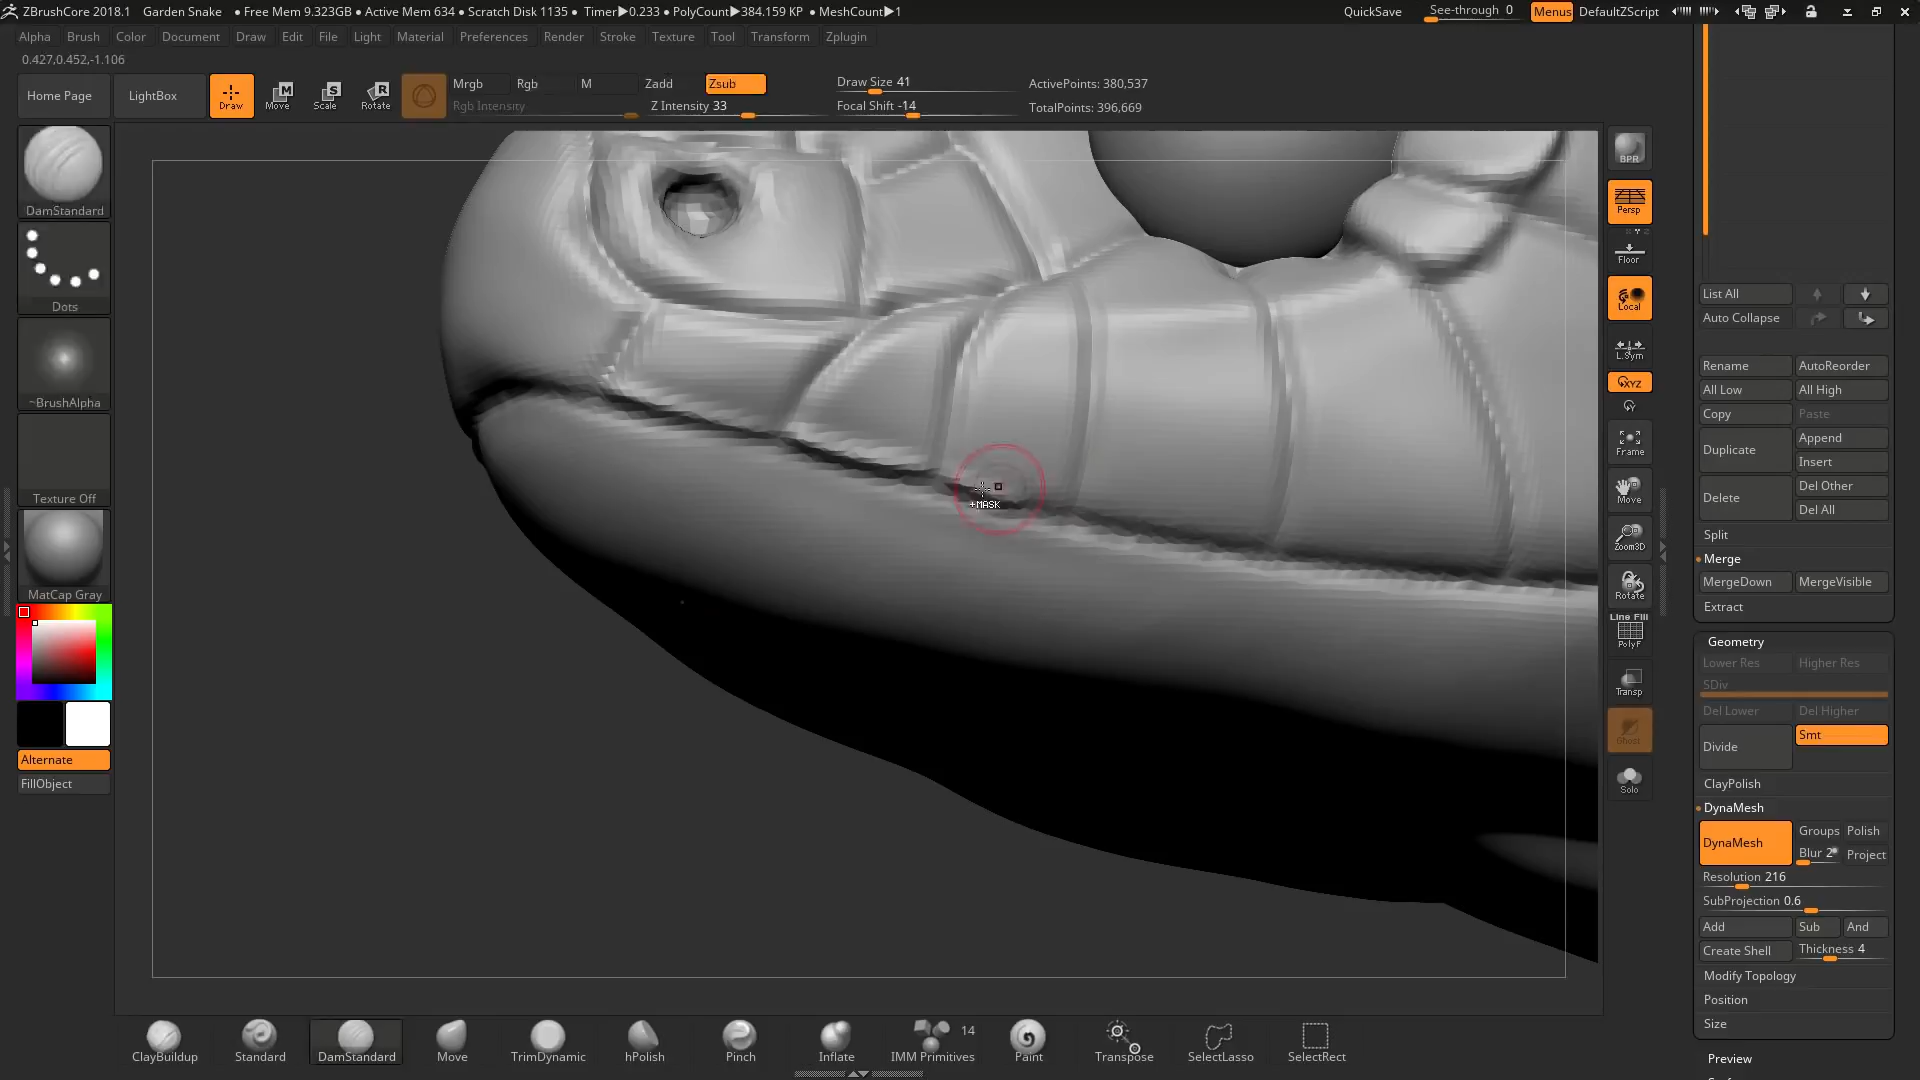 ZBrushCore 2018.1 Garden Snake • Free Mem 9.323GB • Active Mem 634 • Scratch Disk 1135 • Timer▶0.233 • PolyCount▶384.159 KP • MeshCount▶1 QuickSave See-through 0 Menus DefaultZScript
Alpha Brush Color Document Draw Edit File Light Material Preferences Render Stroke Texture Tool Transform Zplugin
0.427,0.452,-1.106
Home Page LightBox Draw Move Scale Rotate
Mrgb Rgb M Zadd Zsub Draw Size 41 ActivePoints: 380,537
Rgb Intensity Z Intensity 33 Focal Shift -14 TotalPoints: 396,669
DamStandard
Dots
~BrushAlpha
Texture Off
MatCap Gray
Alternate
FillObject
+MASK
BPR
Persp
Floor
Local
L.Sym
XYZ
Y
Frame
Move
Zoom3D
Rotate
Line Fill
PolyF
Transp
Ghost
Solo
List All
Auto Collapse
Rename AutoReorder
All Low All High
Copy Paste
Duplicate Append
Insert
Delete Del Other
Del All
Split
Merge
MergeDown MergeVisible
Extract
Geometry
Lower Res Higher Res
SDiv
Del Lower Del Higher
Divide Smt
ClayPolish
DynaMesh
DynaMesh Groups Polish
Blur 2 Project
Resolution 216
SubProjection 0.6
Add Sub And
Create Shell Thickness 4
Modify Topology
Position
Size
Preview
ClayBuildup Standard DamStandard Move TrimDynamic hPolish Pinch Inflate IMM Primitives 14 Paint Transpose SelectLasso SelectRect